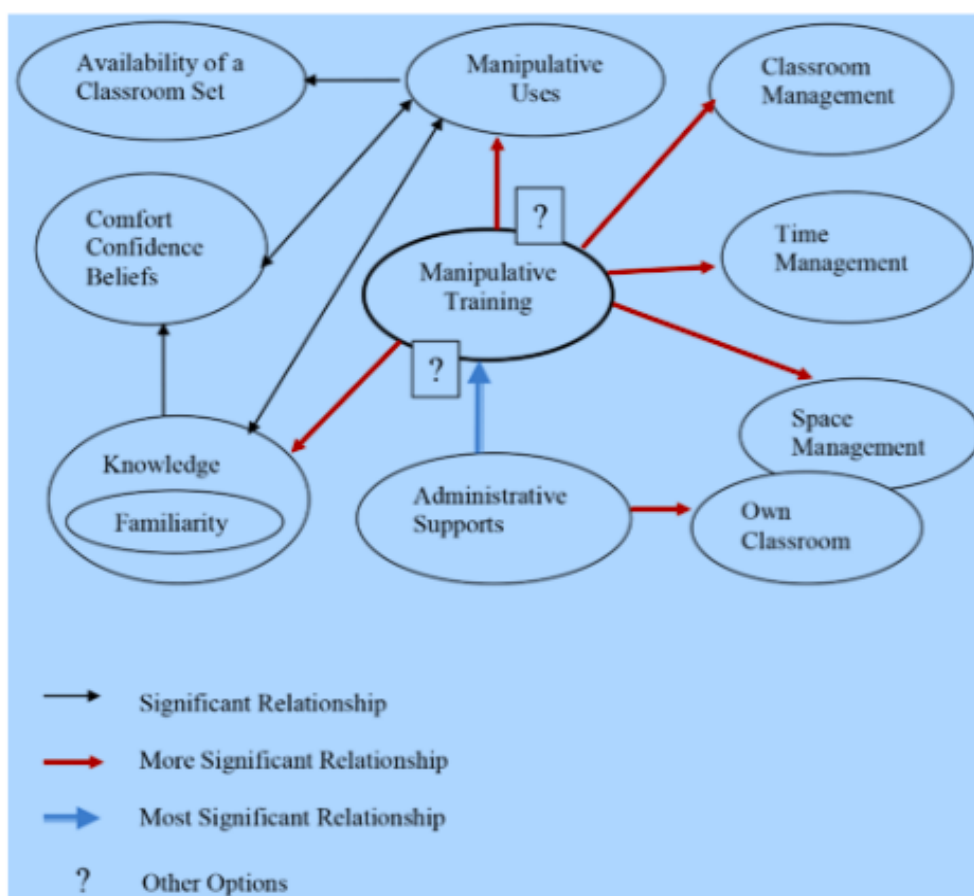 Availability of a
Classroom Set
Manipulative
Uses
Classroom
Management
Comfort
Confidence
Beliefs
?
Manipulative
Training
Time
Management
?
Knowledge
Familiarity
Administrative
Supports
Space
Management
Own
Classroom
Significant Relationship
More Significant Relationship
Most Significant Relationship
? Other Options